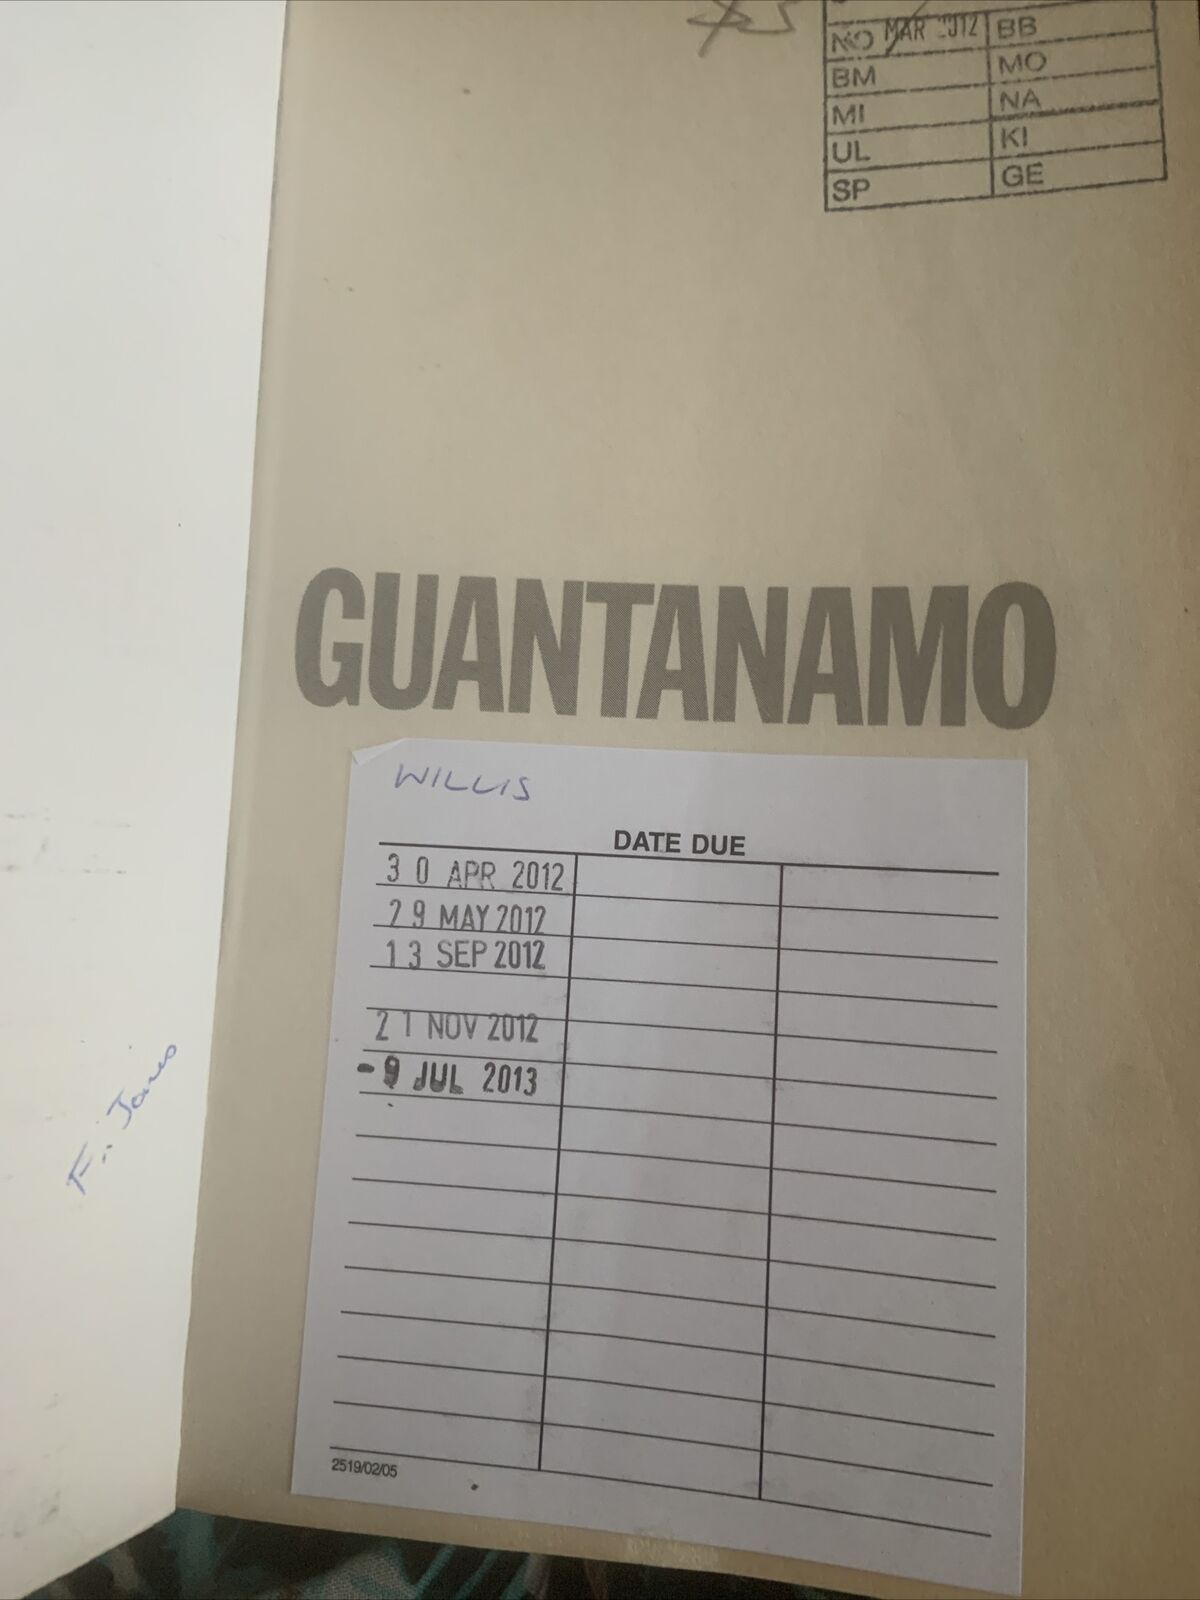 $5
NO MAR 2012 BB
BM MO
MI NA
UL KI
SP GE
GUANTANAMO
WILLIS
DATE DUE
30 APR 2012
29 MAY 2012
13 SEP 2012
21 NOV 2012
-9 JUL 2013
2519/02/05